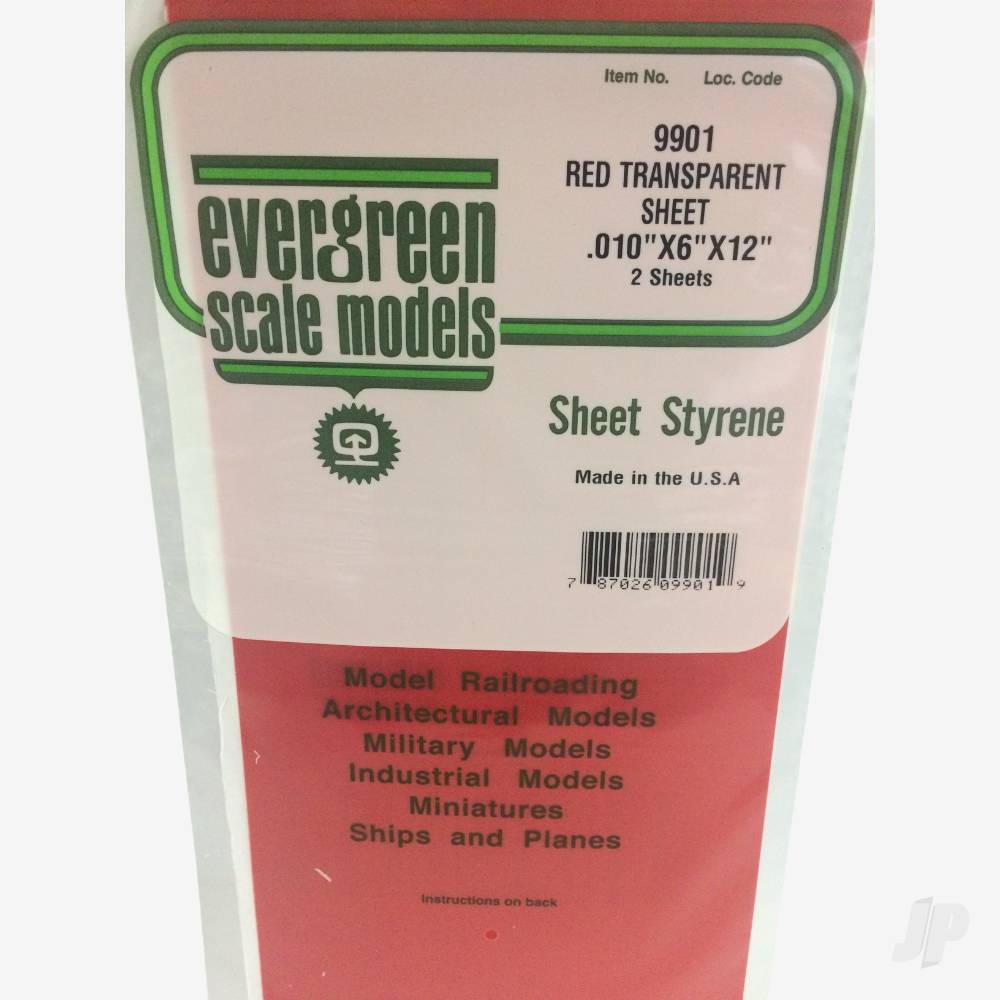 Item No. Loc. Code
9901
RED TRANSPARENT
SHEET
.010"X6"X12"
2 Sheets
evergreen
scale models
Sheet Styrene
Made in the U.S.A
7 87026 09901 9
Model Railroading
Architectural Models
Military Models
Industrial Models
Miniatures
Ships and Planes
Instructions on back
JP